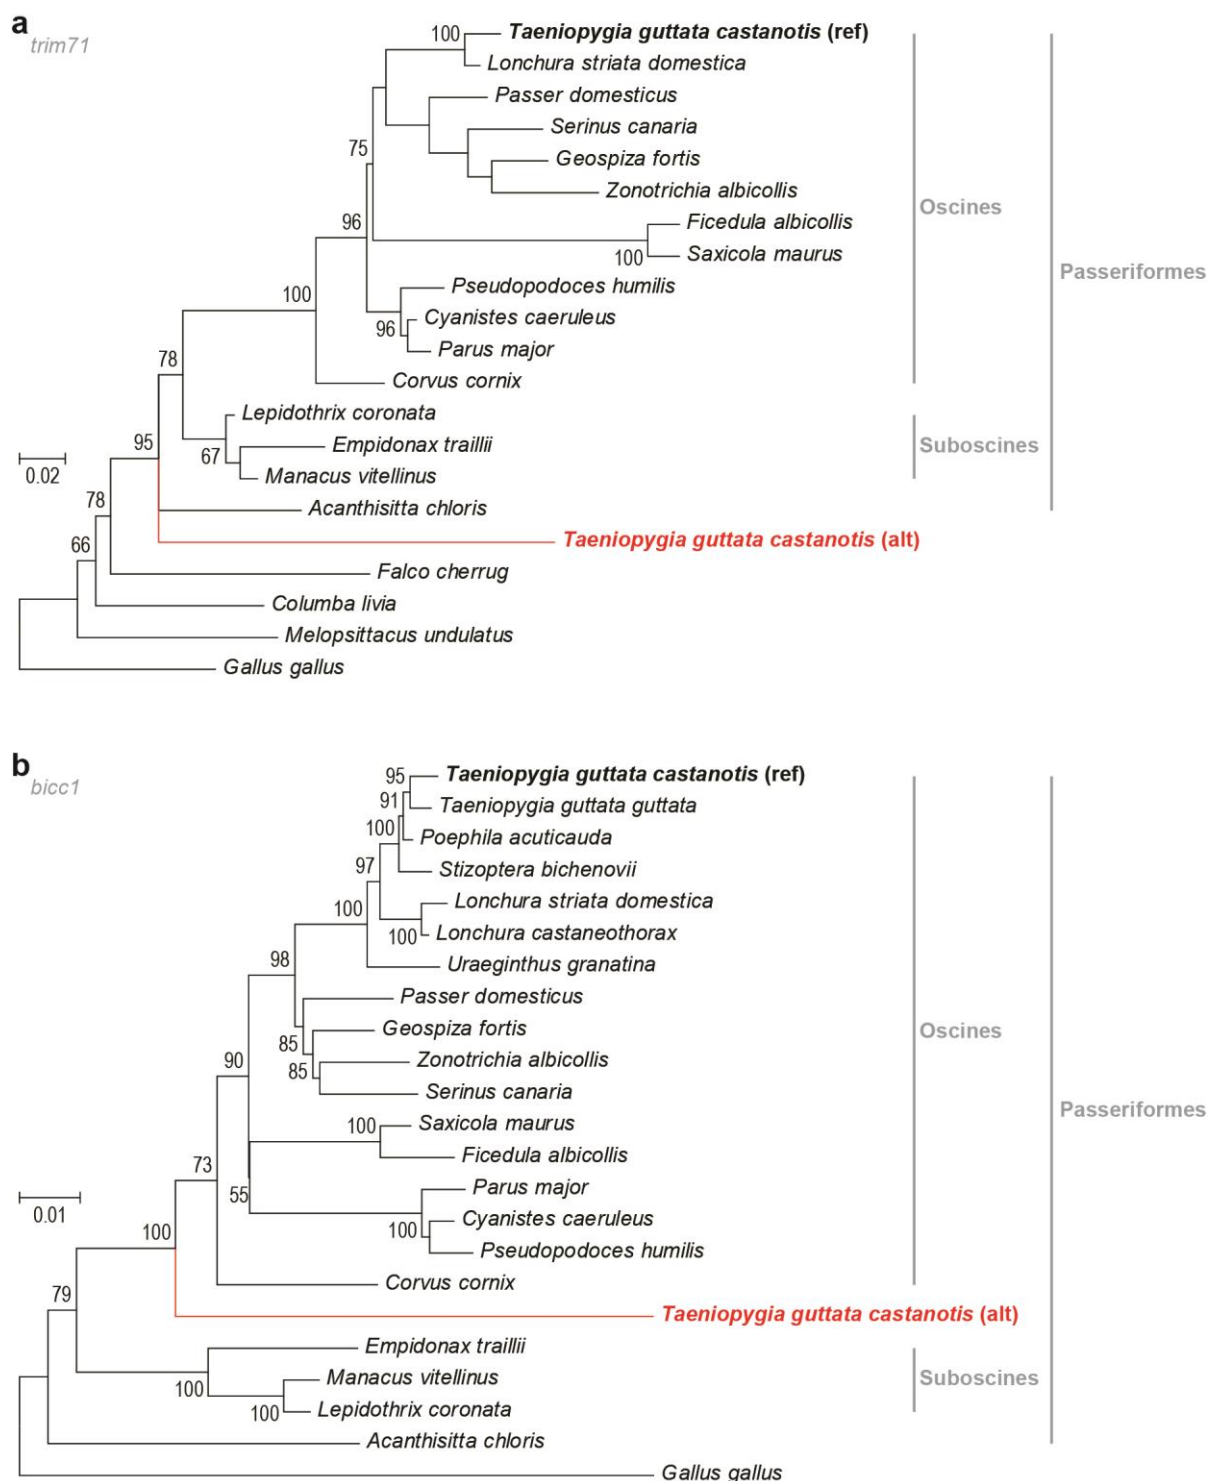 a
trim71
100
Taeniopygia guttata castanotis (ref)
Lonchura striata domestica
Passer domesticus
Serinus canaria
75
Geospiza fortis
Zonotrichia albicollis
Oscines
96
Ficedula albicollis
100
Saxicola maurus
Passeriformes
Pseudopodoces humilis
100
Cyanistes caeruleus
96
Parus major
78
Corvus cornix
Lepidothrix coronata
95
Empidonax traillii
Suboscines
67
0.02
Manacus vitellinus
78
Acanthisitta chloris
66
Taeniopygia guttata castanotis (alt)
Falco cherrug
Columba livia
Melopsittacus undulatus
Gallus gallus
b
bicc1
95
Taeniopygia guttata castanotis (ref)
91
Taeniopygia guttata guttata
100
Poephila acuticauda
97
Stizoptera bichenovii
100
Lonchura striata domestica
100
Lonchura castaneothorax
98
Uraeginthus granatina
Passer domesticus
Geospiza fortis
Oscines
85
90
Zonotrichia albicollis
85
Serinus canaria
100
Saxicola maurus
Passeriformes
Ficedula albicollis
73
Parus major
55
0.01
Cyanistes caeruleus
100
100
Pseudopodoces humilis
79
Corvus cornix
Taeniopygia guttata castanotis (alt)
Empidonax traillii
Manacus vitellinus
Suboscines
100
Lepidothrix coronata
100
Acanthisitta chloris
Gallus gallus